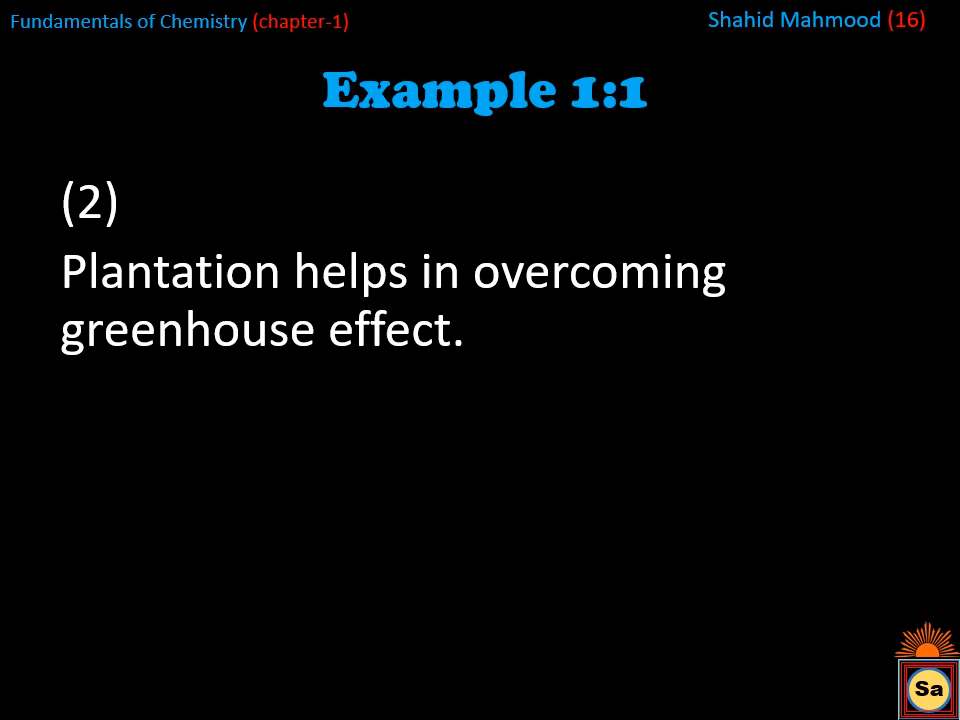 Fundamentals of Chemistry (chapter-1)
Shahid Mahmood (16)
Example 1:1
(2)
Plantation helps in overcoming
greenhouse effect.
Sa